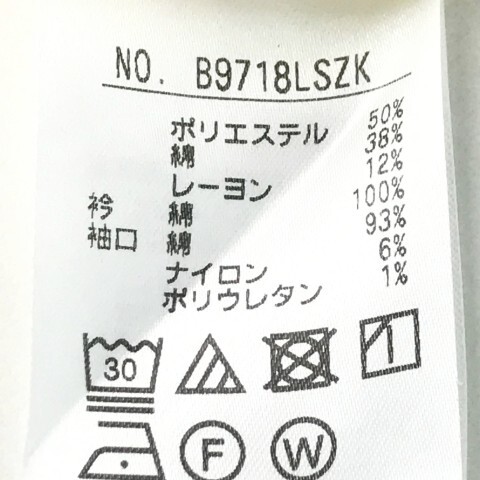 NO. B9718LSZK
ポリエステル 50%
綿 38%
レーヨン 12%
衿 綿 100%
袖口 綿 93%
ナイロン 6%
ポリウレタン 1%
30
F W